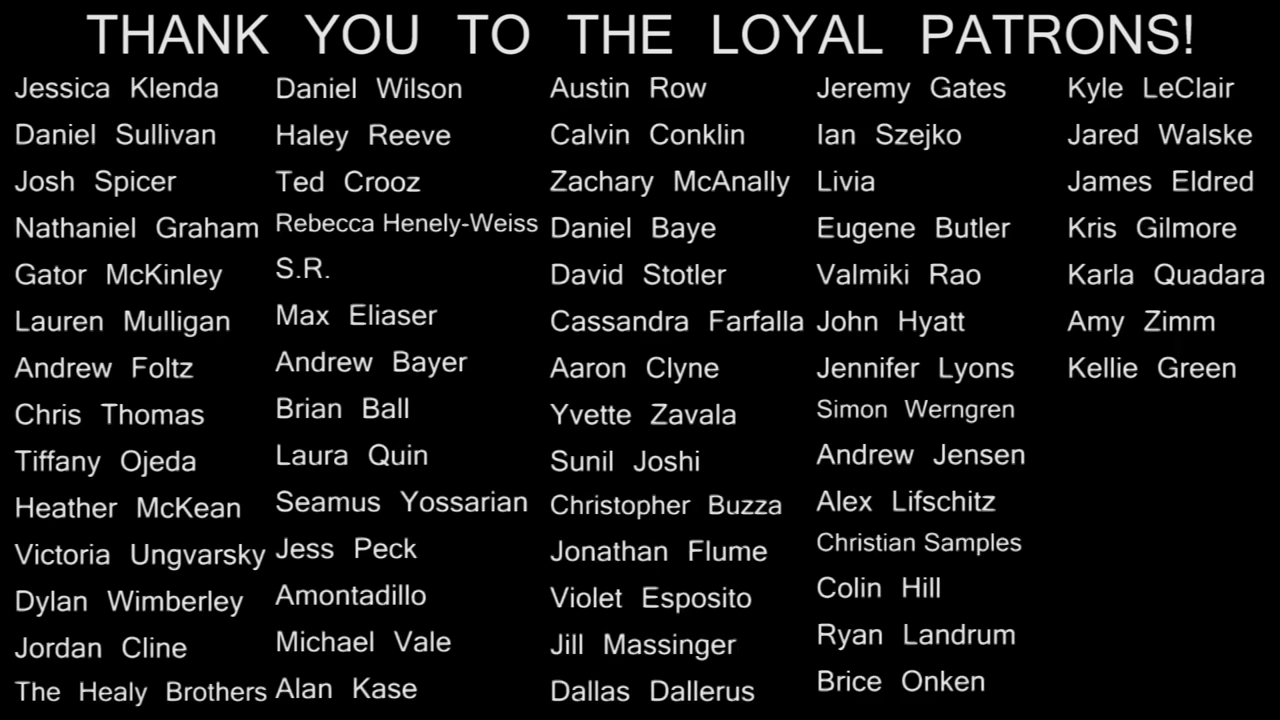 THANK YOU TO THE LOYAL PATRONS!
Jessica Klenda
Daniel Sullivan
Josh Spicer
Nathaniel Graham
Gator McKinley
Lauren Mulligan
Andrew Foltz
Chris Thomas
Tiffany Ojeda
Heather McKean
Victoria Ungvarsky
Dylan Wimberley
Jordan Cline
The Healy Brothers
Daniel Wilson
Haley Reeve
Ted Crooz
Rebecca Henely-Weiss
S.R.
Max Eliaser
Andrew Bayer
Brian Ball
Laura Quin
Seamus Yossarian
Jess Peck
Amontadillo
Michael Vale
Alan Kase
Austin Row
Calvin Conklin
Zachary McAnally
Daniel Baye
David Stotler
Cassandra Farfalla
Aaron Clyne
Yvette Zavala
Sunil Joshi
Christopher Buzza
Jonathan Flume
Violet Esposito
Jill Massinger
Dallas Dallerus
Jeremy Gates
Ian Szejko
Livia
Eugene Butler
Valmiki Rao
John Hyatt
Jennifer Lyons
Simon Werngren
Andrew Jensen
Alex Lifschitz
Christian Samples
Colin Hill
Ryan Landrum
Brice Onken
Kyle LeClair
Jared Walske
James Eldred
Kris Gilmore
Karla Quadara
Amy Zimm
Kellie Green